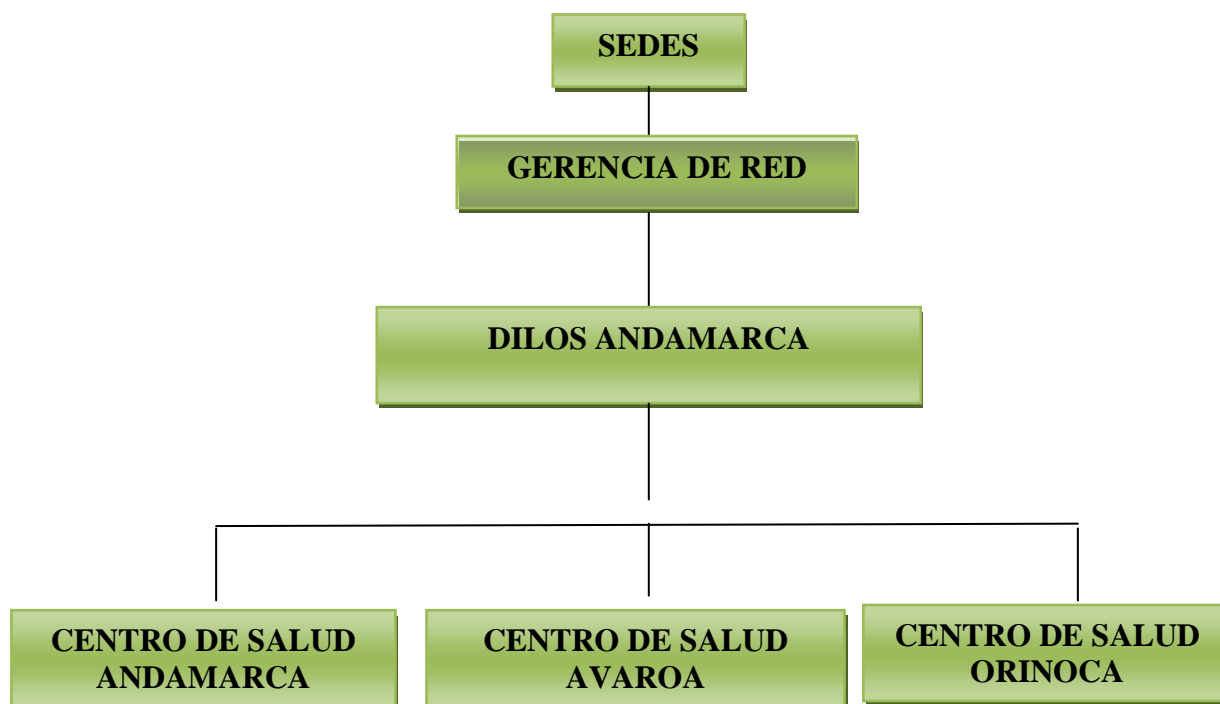 SEDES
GERENCIA DE RED
DILOS ANDAMARCA
CENTRO DE SALUD
ANDAMARCA
CENTRO DE SALUD
AVAROA
CENTRO DE SALUD
ORINOCA